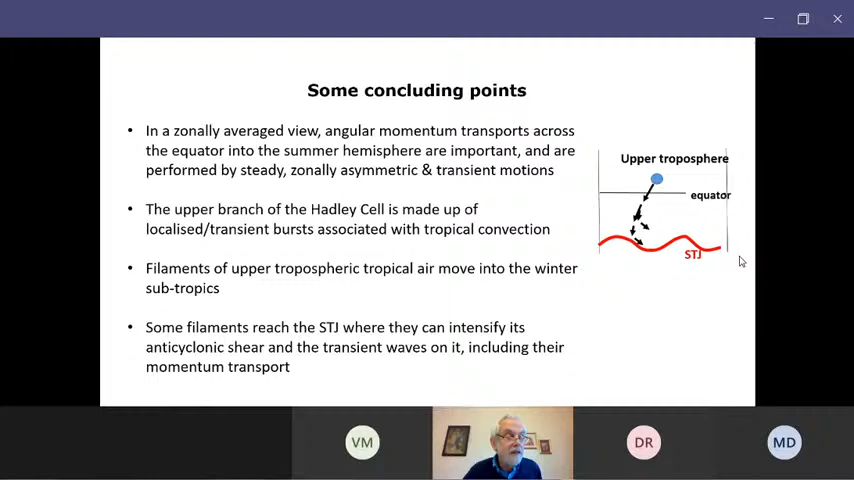 Some concluding points
• In a zonally averaged view, angular momentum transports across
the equator into the summer hemisphere are important, and are
performed by steady, zonally asymmetric & transient motions
• The upper branch of the Hadley Cell is made up of
localised/transient bursts associated with tropical convection
• Filaments of upper tropospheric tropical air move into the winter
sub-tropics
• Some filaments reach the STJ where they can intensify its
anticyclonic shear and the transient waves on it, including their
momentum transport
Upper troposphere
equator
STJ
VM
DR
MD